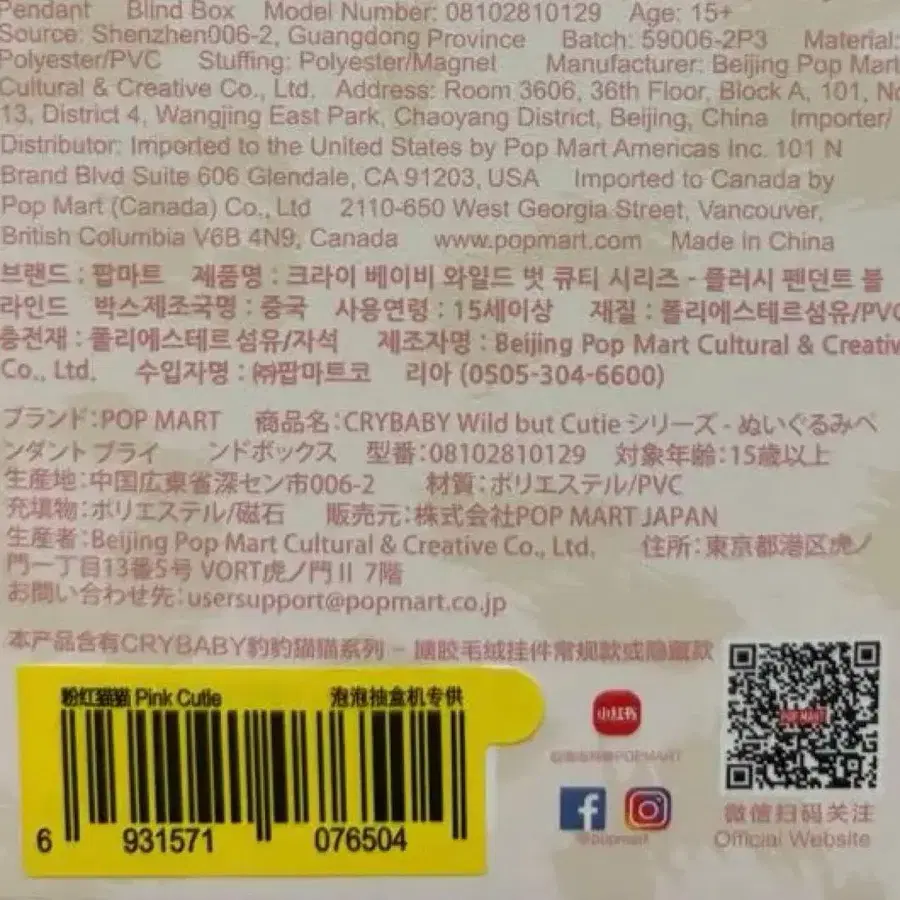 Pendant Blind Box Model Number: 08102810129 Age: 15+
Source: Shenzhen006-2, Guangdong Province Batch: 59006-2P3 Material:
Polyester/PVC Stuffing: Polyester/Magnet Manufacturer: Beijing Pop Mart
Cultural & Creative Co., Ltd. Address: Room 3606, 36th Floor, Block A, 101, No
13, District 4, Wangjing East Park, Chaoyang District, Beijing, China Importer/
Distributor: Imported to the United States by Pop Mart Americas Inc. 101 N
Brand Blvd Suite 606 Glendale, CA 91203, USA Imported to Canada by
Pop Mart (Canada) Co., Ltd 2110-650 West Georgia Street, Vancouver,
British Columbia V6B 4N9, Canada www.popmart.com Made In China
브랜드 : 팝마트 제품명 : 크라이 베이비 와일드 벗 큐티 시리즈 - 플러시 펜던트 블
라인드 박스제조국명 : 중국 사용연령 : 15세이상 재질 : 폴리에스테르섬유/PVC
충전재 : 폴리에스테르섬유/자석 제조자명 : Beijing Pop Mart Cultural & Creativ
Co., Ltd. 수입자명 : ㈜팝마트코 리아 (0505-304-6600)
ブランド:POP MART 商品名:CRYBABY Wild but Cutie シリーズ - ぬいぐるみペ
ンダント ブライ ンドボックス 型番:08102810129 対象年齢:15歳以上
生産地:中国広東省深セン市006-2 材質:ポリエステル/PVC
充填物:ポリエステル/磁石 販売元:株式会社POP MART JAPAN
生産者:Beijing Pop Mart Cultural & Creative Co., Ltd. 住所:東京都港区虎ノ
門一丁目13番5号 VORT虎ノ門Ⅱ 7階
お問い合わせ先:usersupport@popmart.co.jp
本产品含有CRYBABY豹豹猫猫系列 - 搪胶毛绒挂件常规款或隐藏款
粉红猫猫 Pink Cutie 泡泡抽盒机专供
6 931571 076504
小红书
POP MART
@popmart
微信扫码关注
Official Website